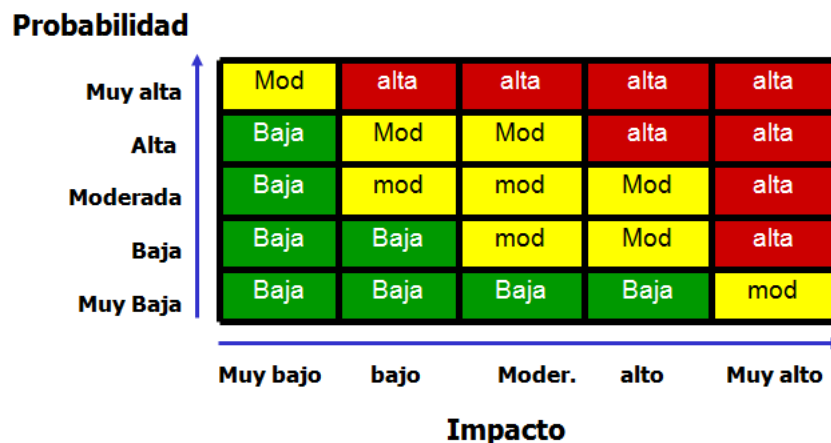 Probabilidad
Muy alta Mod alta alta alta alta
Alta Baja Mod Mod alta alta
Moderada Baja mod mod Mod alta
Baja Baja Baja mod Mod alta
Muy Baja Baja Baja Baja Baja mod
Muy bajo bajo Moder. alto Muy alto
Impacto